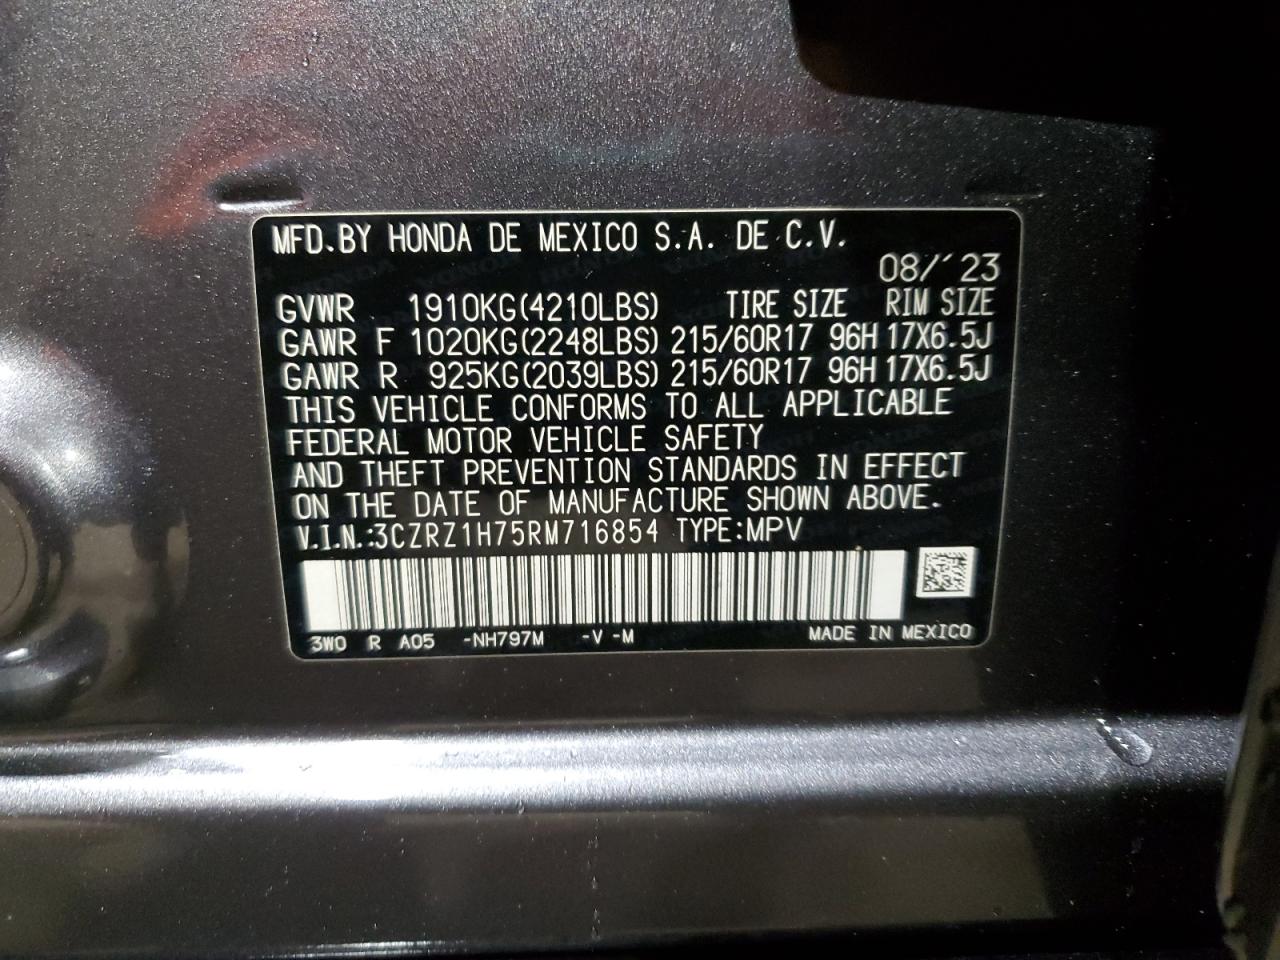 MFD.BY HONDA DE MEXICO S.A. DE C.V.
08/´23
GVWR 1910KG(4210LBS) TIRE SIZE RIM SIZE
GAWR F 1020KG(2248LBS) 215/60R17 96H 17X6.5J
GAWR R 925KG(2039LBS) 215/60R17 96H 17X6.5J
THIS VEHICLE CONFORMS TO ALL APPLICABLE
FEDERAL MOTOR VEHICLE SAFETY
AND THEFT PREVENTION STANDARDS IN EFFECT
ON THE DATE OF MANUFACTURE SHOWN ABOVE.
V.I.N.:3CZRZ1H75RM716854 TYPE:MPV
3W0 R A05 -NH797M -V -M MADE IN MEXICO